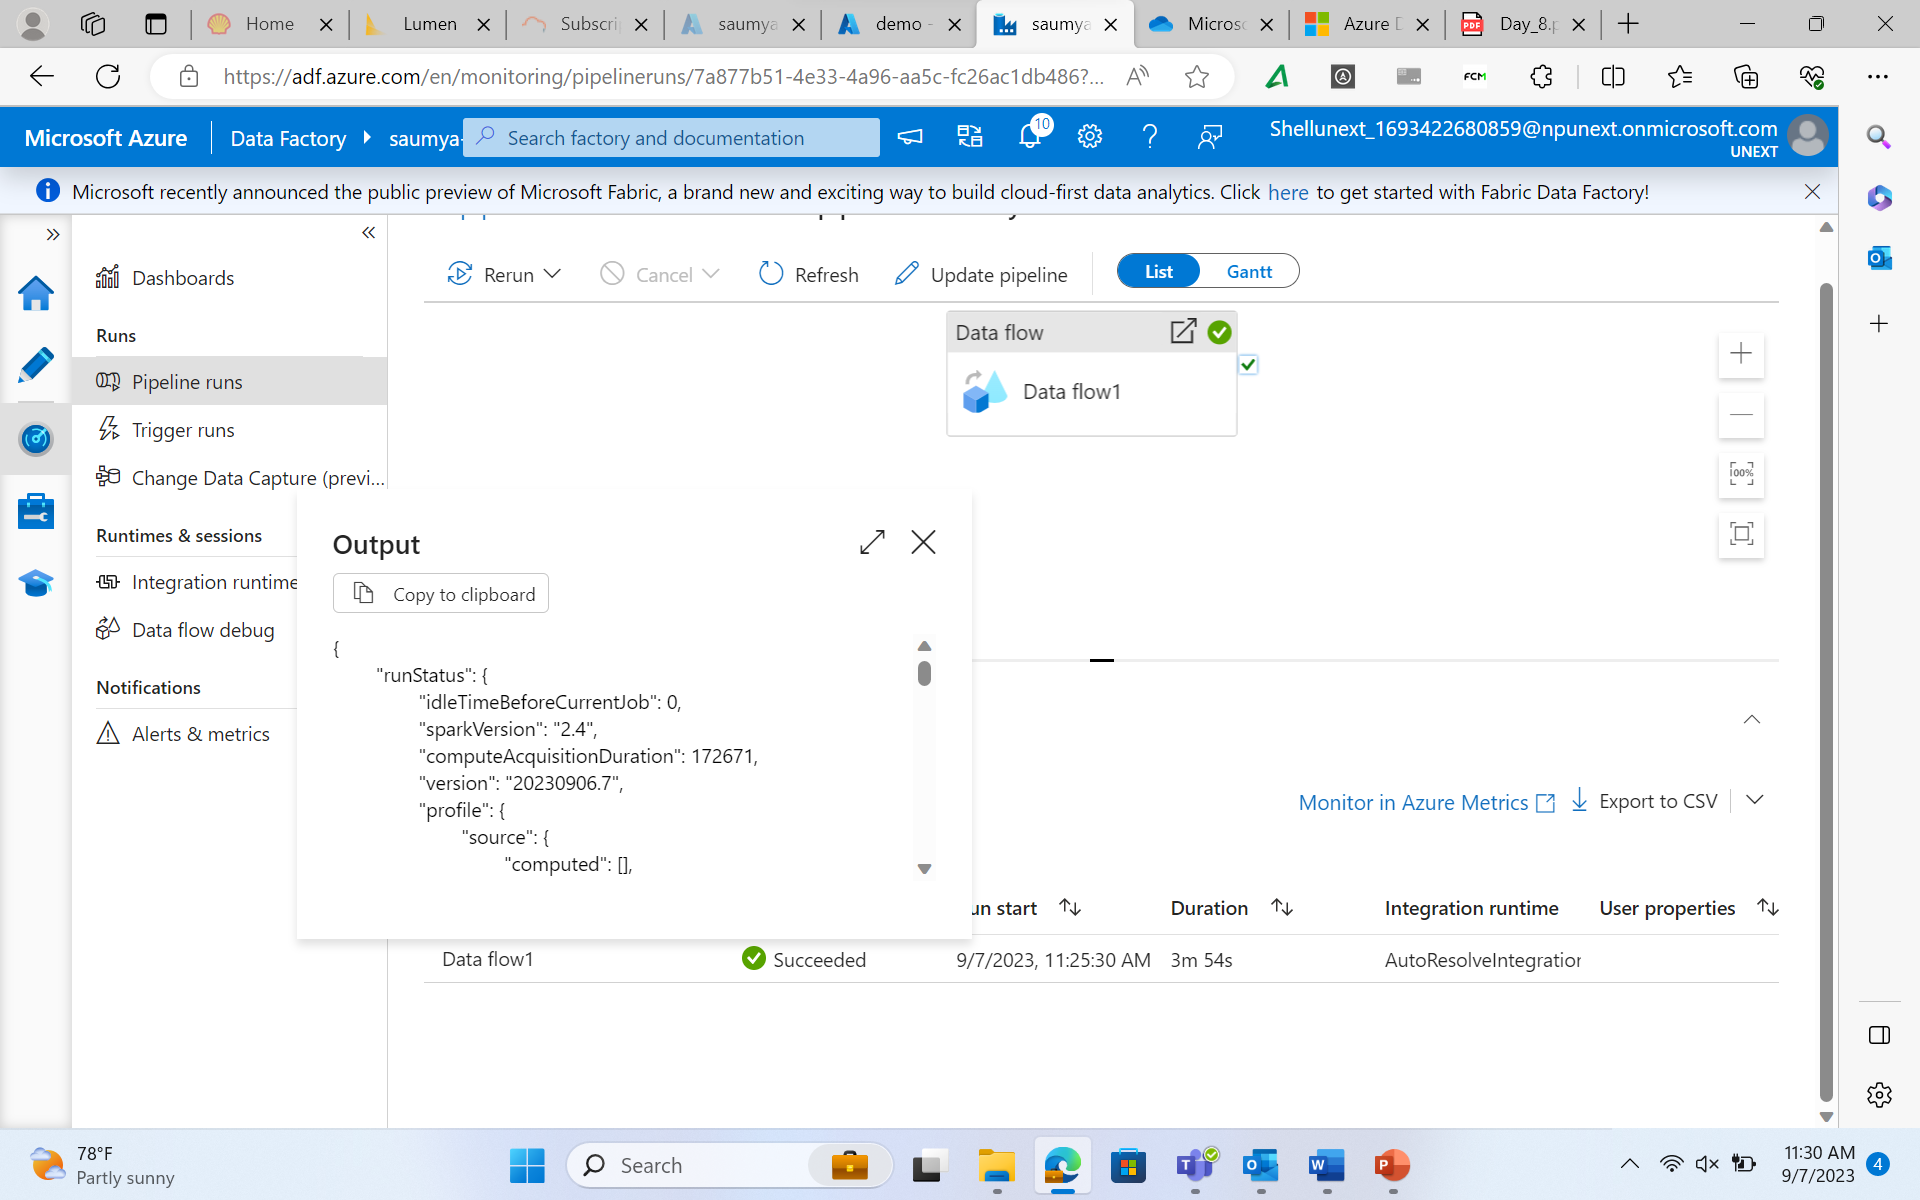 Home
Lumen
Subscri
saumya
demo -
saumya
Microso
Azure D
Day_8.p
https://adf.azure.com/en/monitoring/pipelineruns/7a877b51-4e33-4a96-aa5c-fc26ac1db486?...
FCM
Microsoft Azure
Data Factory
saumya-
Search factory and documentation
10
Shellunext_1693422680859@npunext.onmicrosoft.com
UNEXT
Microsoft recently announced the public preview of Microsoft Fabric, a brand new and exciting way to build cloud-first data analytics. Click here to get started with Fabric Data Factory!
Dashboards
Runs
Pipeline runs
Trigger runs
Change Data Capture (previ...
Runtimes & sessions
Integration runtime
Data flow debug
Notifications
Alerts & metrics
Rerun
Cancel
Refresh
Update pipeline
List
Gantt
Data flow
Data flow1
100%
Output
Copy to clipboard
{
"runStatus": {
"idleTimeBeforeCurrentJob": 0,
"sparkVersion": "2.4",
"computeAcquisitionDuration": 172671,
"version": "20230906.7",
"profile": {
"source": {
"computed": [],
Monitor in Azure Metrics
Export to CSV
un start
Duration
Integration runtime
User properties
Data flow1
Succeeded
9/7/2023, 11:25:30 AM
3m 54s
AutoResolveIntegration
78°F
Partly sunny
Search
11:30 AM
9/7/2023
4